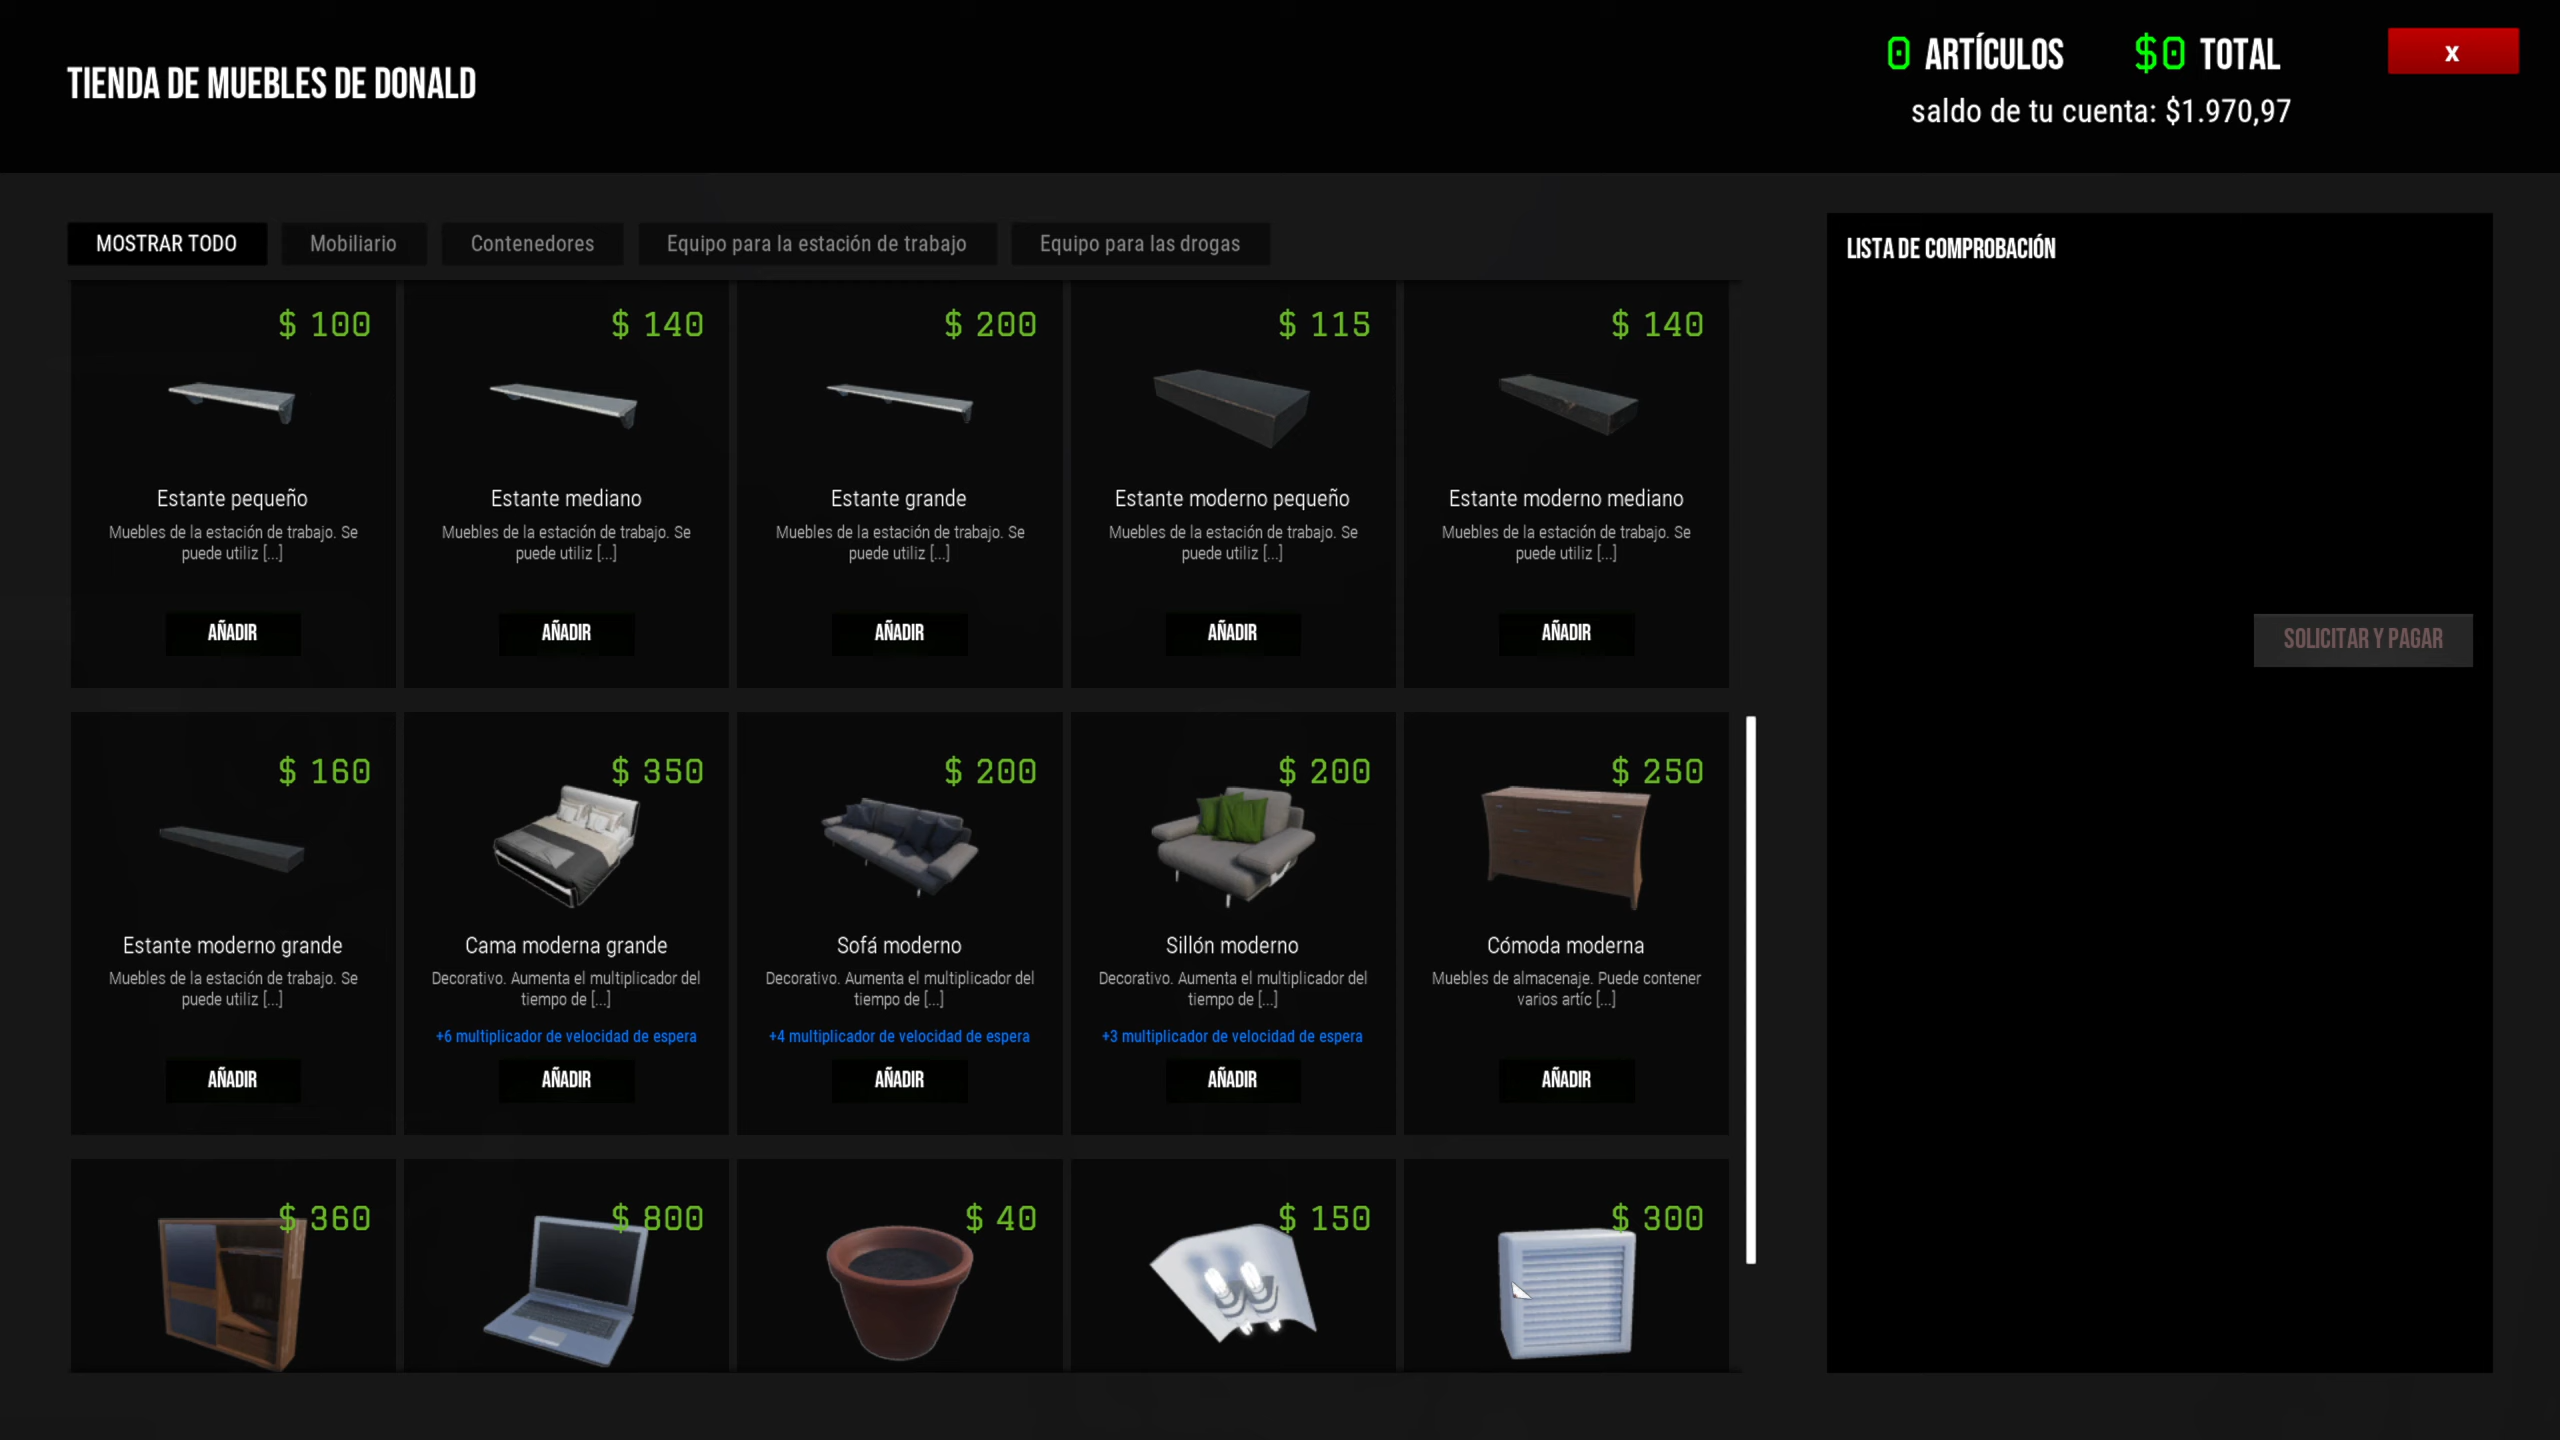 TIENDA DE MUEBLES DE DONALD
0 ARTÍCULOS
$0 TOTAL
x
saldo de tu cuenta: $1.970,97
MOSTRAR TODO
Mobiliario
Contenedores
Equipo para la estación de trabajo
Equipo para las drogas
LISTA DE COMPROBACIÓN
SOLICITAR Y PAGAR
$ 100
Estante pequeño
Muebles de la estación de trabajo. Se
puede utiliz [...]
AÑADIR
$ 140
Estante mediano
Muebles de la estación de trabajo. Se
puede utiliz [...]
AÑADIR
$ 200
Estante grande
Muebles de la estación de trabajo. Se
puede utiliz [...]
AÑADIR
$ 115
Estante moderno pequeño
Muebles de la estación de trabajo. Se
puede utiliz [...]
AÑADIR
$ 140
Estante moderno mediano
Muebles de la estación de trabajo. Se
puede utiliz [...]
AÑADIR
$ 160
Estante moderno grande
Muebles de la estación de trabajo. Se
puede utiliz [...]
AÑADIR
$ 350
Cama moderna grande
Decorativo. Aumenta el multiplicador del
tiempo de [...]
+6 multiplicador de velocidad de espera
AÑADIR
$ 200
Sofá moderno
Decorativo. Aumenta el multiplicador del
tiempo de [...]
+4 multiplicador de velocidad de espera
AÑADIR
$ 200
Sillón moderno
Decorativo. Aumenta el multiplicador del
tiempo de [...]
+3 multiplicador de velocidad de espera
AÑADIR
$ 250
Cómoda moderna
Muebles de almacenaje. Puede contener
varios artíc [...]
AÑADIR
$ 360
$ 800
$ 40
$ 150
$ 300